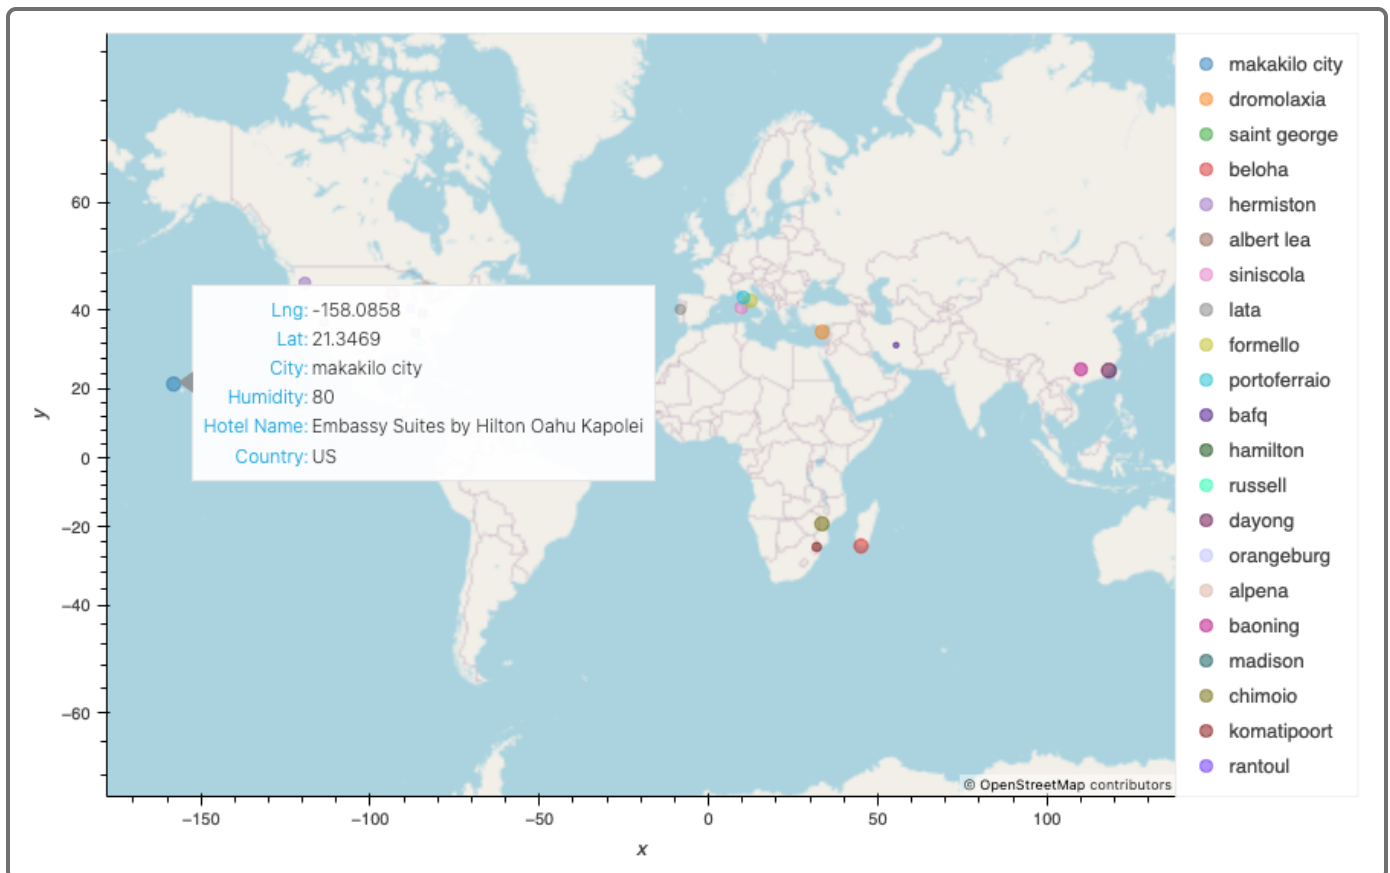 Lng: -158.0858
Lat: 21.3469
City: makakilo city
Humidity: 80
Hotel Name: Embassy Suites by Hilton Oahu Kapolei
Country: US
makakilo city
dromolaxia
saint george
beloha
hermiston
albert lea
siniscola
lata
formello
portoferraio
bafq
hamilton
russell
dayong
orangeburg
alpena
baoning
madison
chimoio
komatipoort
rantoul
60
40
20
0
−20
−40
−60
y
© OpenStreetMap contributors
−150
−100
−50
0
50
100
x